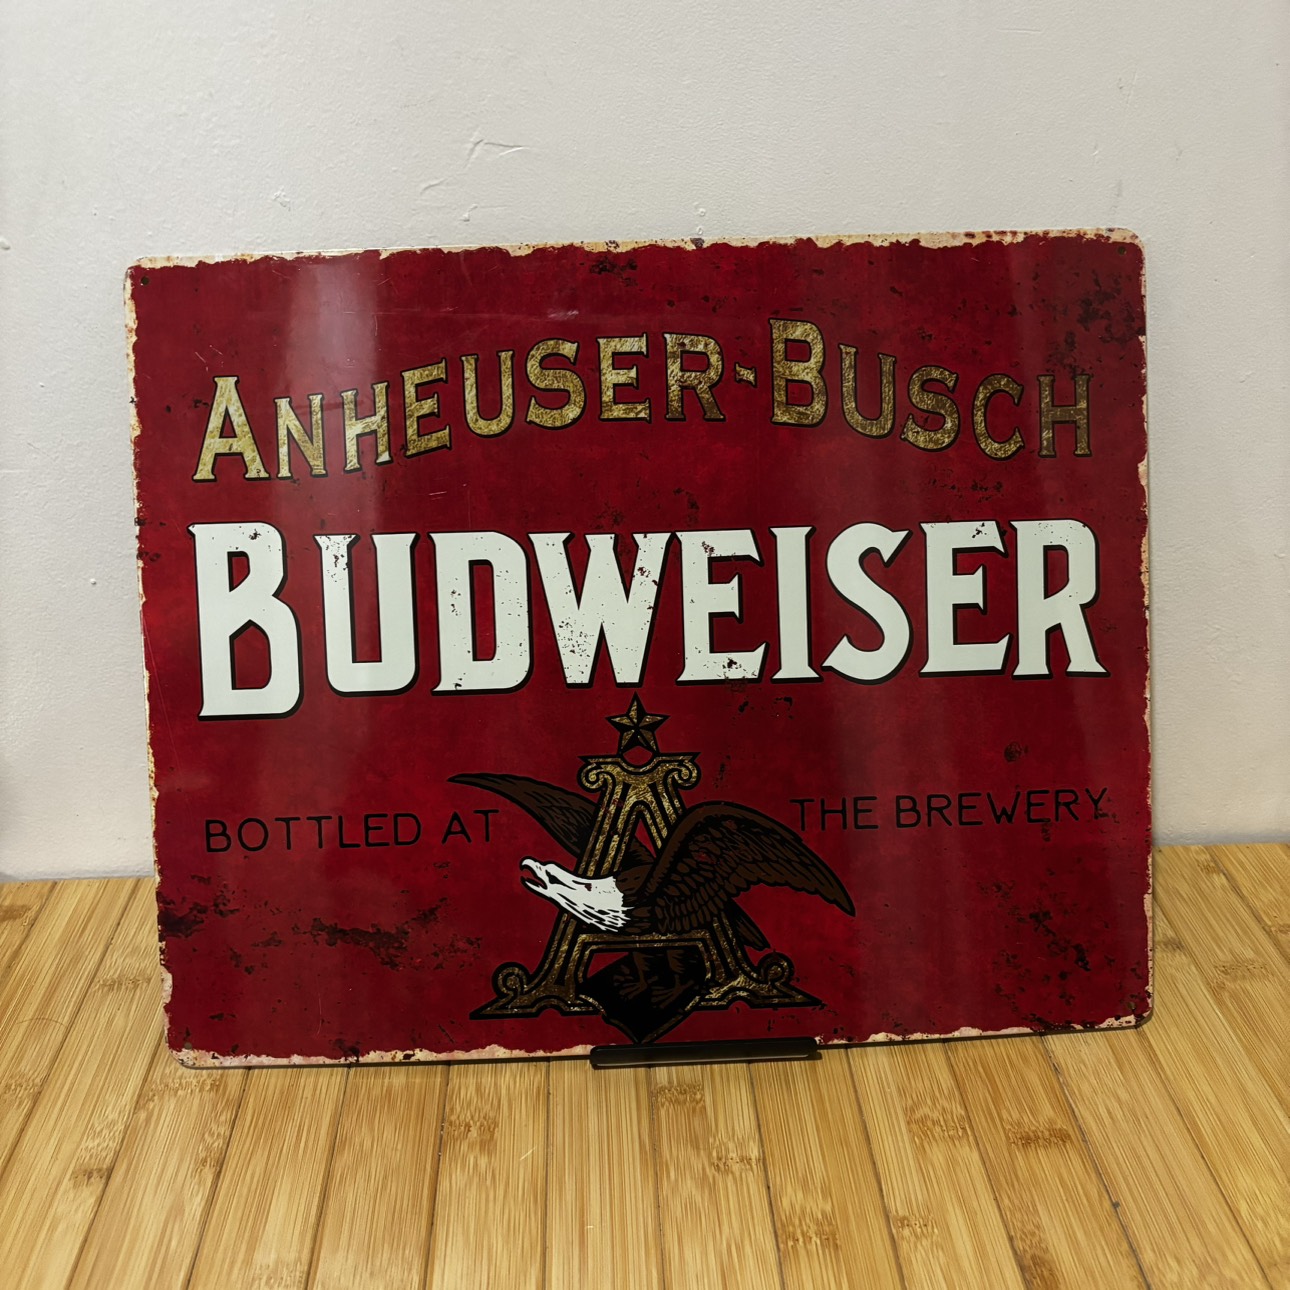 ANHEUSER-BUSCH
BUDWEISER
BOTTLED AT THE BREWERY.
A